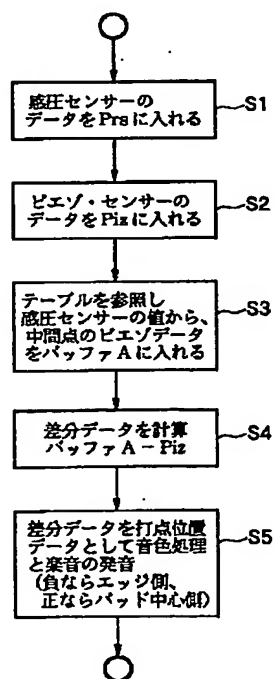 感圧センサーの
データをPrsに入れる
S1
ピエゾ・センサーの
データをPizに入れる
S2
テーブルを参照し
感圧センサーの値から、
中間点のピエゾデータ
をバッファAに入れる
S3
差分データを計算
バッファA－Piz
S4
差分データを打点位置
データとして音色処理
と楽音の発音
(負ならエッジ側、
正ならパッド中心側)
S5